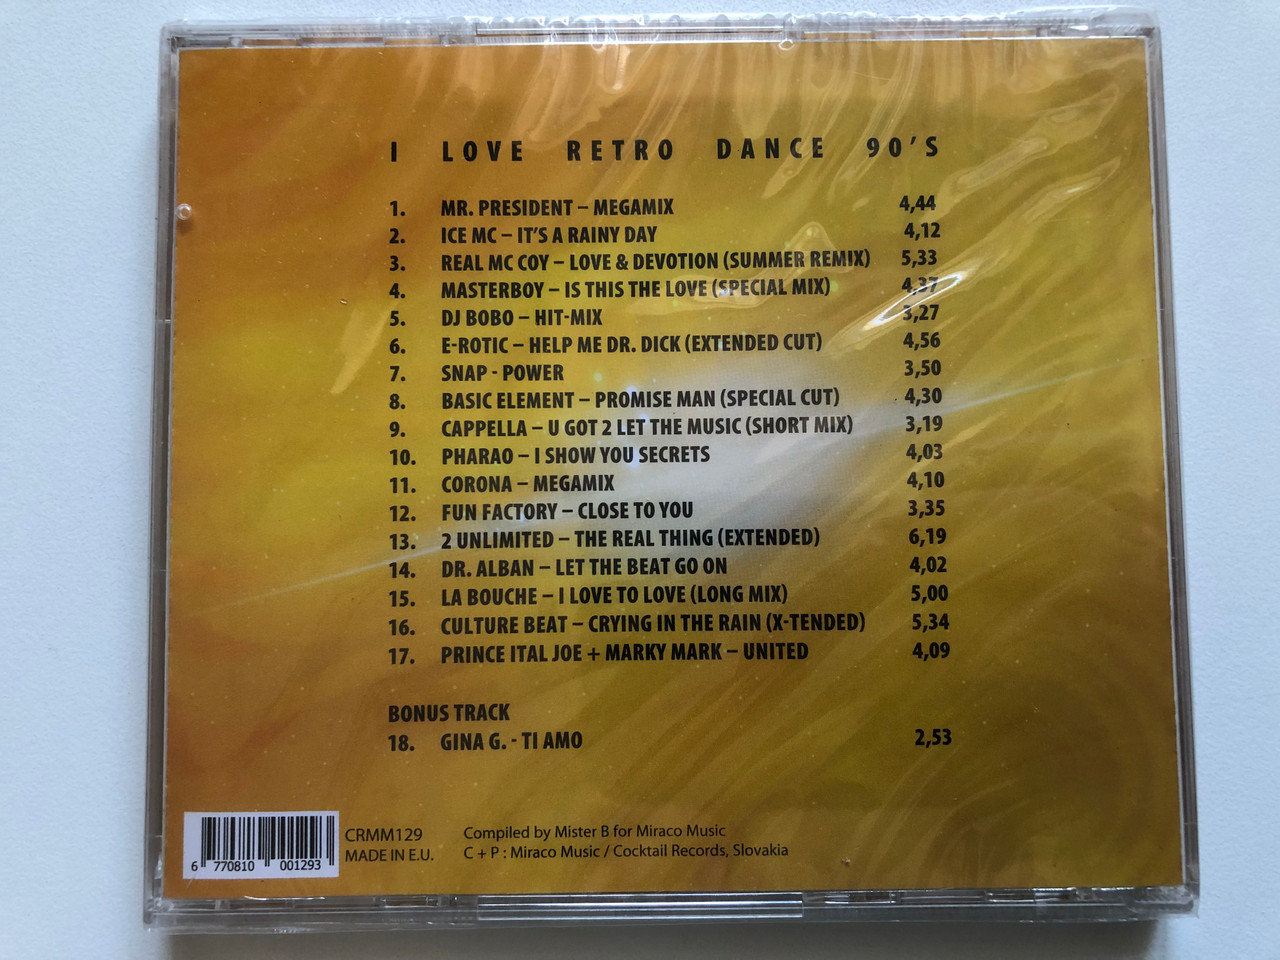 I LOVE RETRO DANCE 90'S
1. MR. PRESIDENT – MEGAMIX 4,44
2. ICE MC – IT'S A RAINY DAY 4,12
3. REAL MC COY – LOVE & DEVOTION (SUMMER REMIX) 5,33
4. MASTERBOY – IS THIS THE LOVE (SPECIAL MIX) 4,37
5. DJ BOBO – HIT-MIX 3,27
6. E-ROTIC – HELP ME DR. DICK (EXTENDED CUT) 4,56
7. SNAP - POWER 3,50
8. BASIC ELEMENT – PROMISE MAN (SPECIAL CUT) 4,30
9. CAPPELLA – U GOT 2 LET THE MUSIC (SHORT MIX) 3,19
10. PHARAO – I SHOW YOU SECRETS 4,03
11. CORONA – MEGAMIX 4,10
12. FUN FACTORY – CLOSE TO YOU 3,35
13. 2 UNLIMITED – THE REAL THING (EXTENDED) 6,19
14. DR. ALBAN – LET THE BEAT GO ON 4,02
15. LA BOUCHE – I LOVE TO LOVE (LONG MIX) 5,00
16. CULTURE BEAT – CRYING IN THE RAIN (X-TENDED) 5,34
17. PRINCE ITAL JOE + MARKY MARK – UNITED 4,09
BONUS TRACK
18. GINA G. - TI AMO 2,53
CRMM129 Compiled by Mister B for Miraco Music
MADE IN E.U. C + P : Miraco Music / Cocktail Records, Slovakia
6 770810 001293